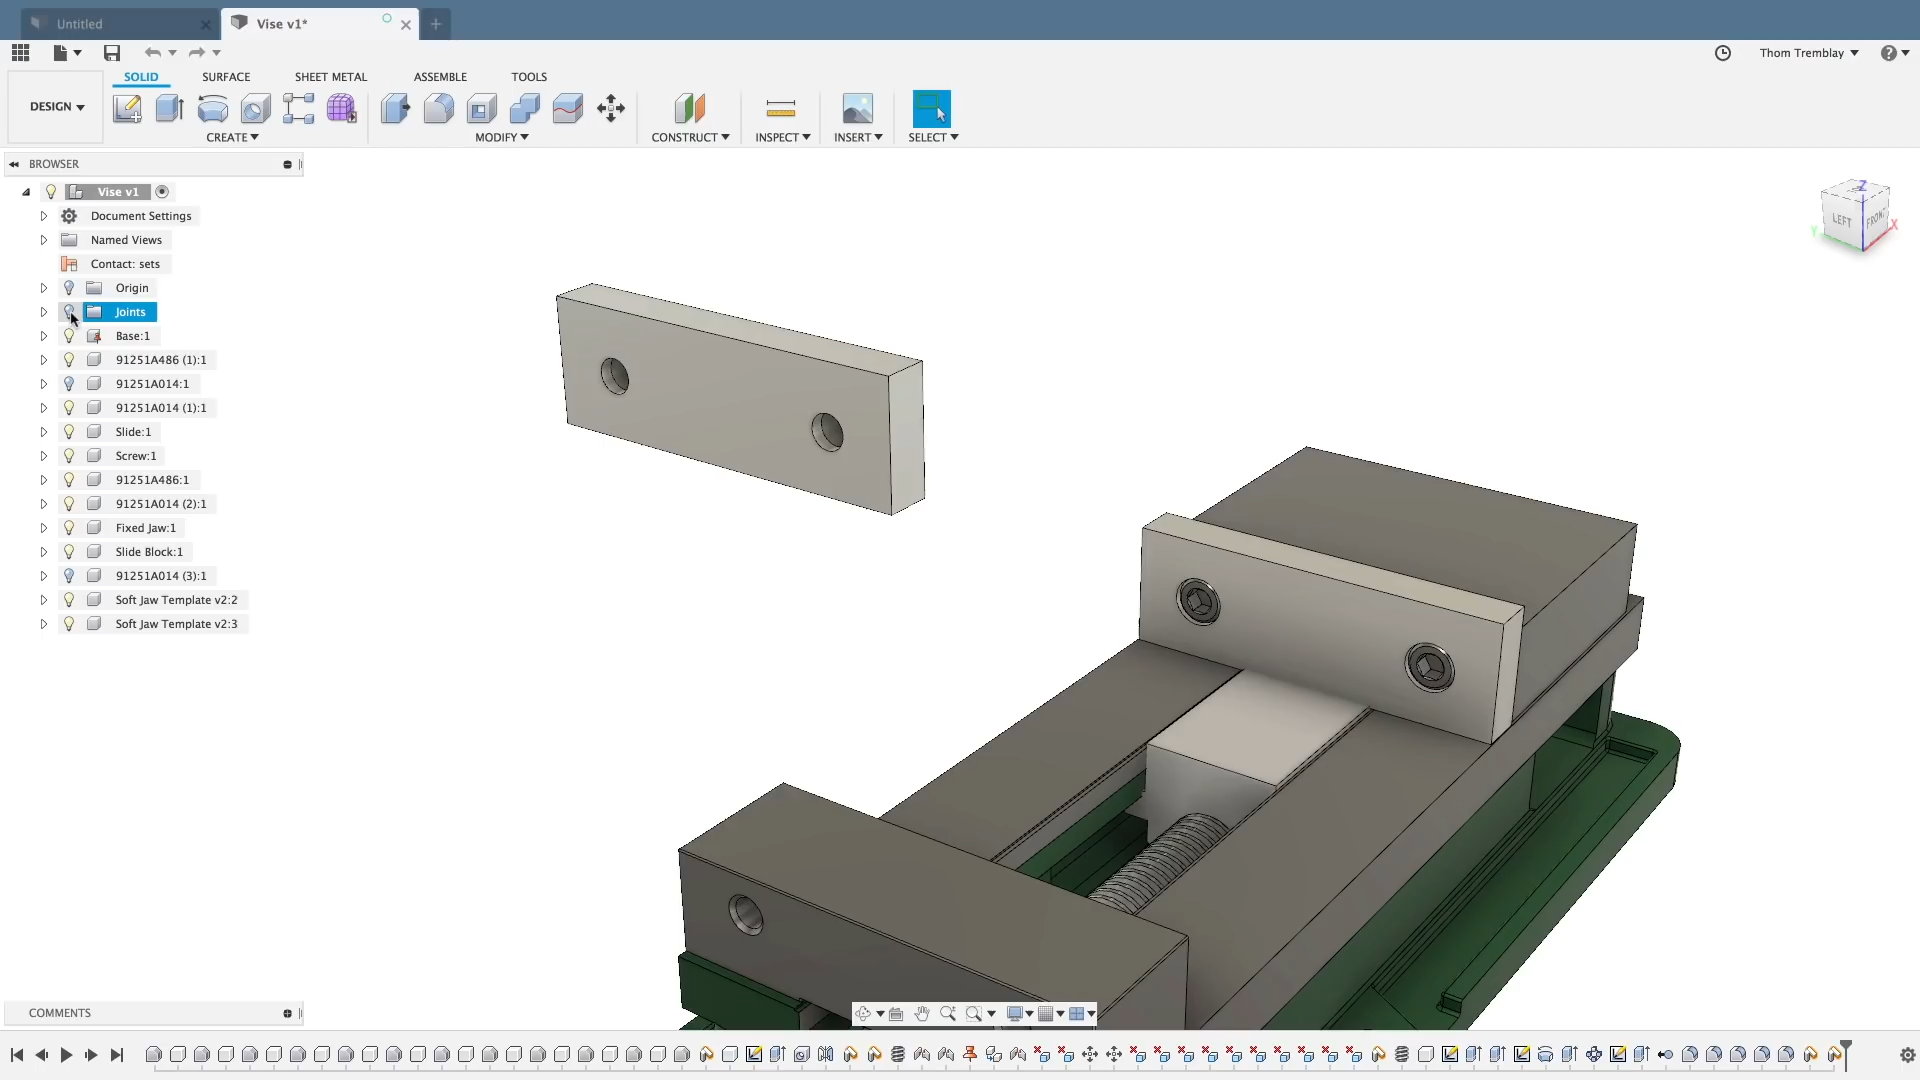 Untitled
Vise v1*
Thom Tremblay
DESIGN
SOLID SURFACE SHEET METAL ASSEMBLE TOOLS
CREATE MODIFY CONSTRUCT INSPECT INSERT SELECT
BROWSER
Vise v1
Document Settings
Named Views
Contact: sets
Origin
Joints
Base:1
91251A486 (1):1
91251A014:1
91251A014 (1):1
Slide:1
Screw:1
91251A486:1
91251A014 (2):1
Fixed Jaw:1
Slide Block:1
91251A014 (3):1
Soft Jaw Template v2:2
Soft Jaw Template v2:3
Z
LEFT FRONT
Y X
COMMENTS